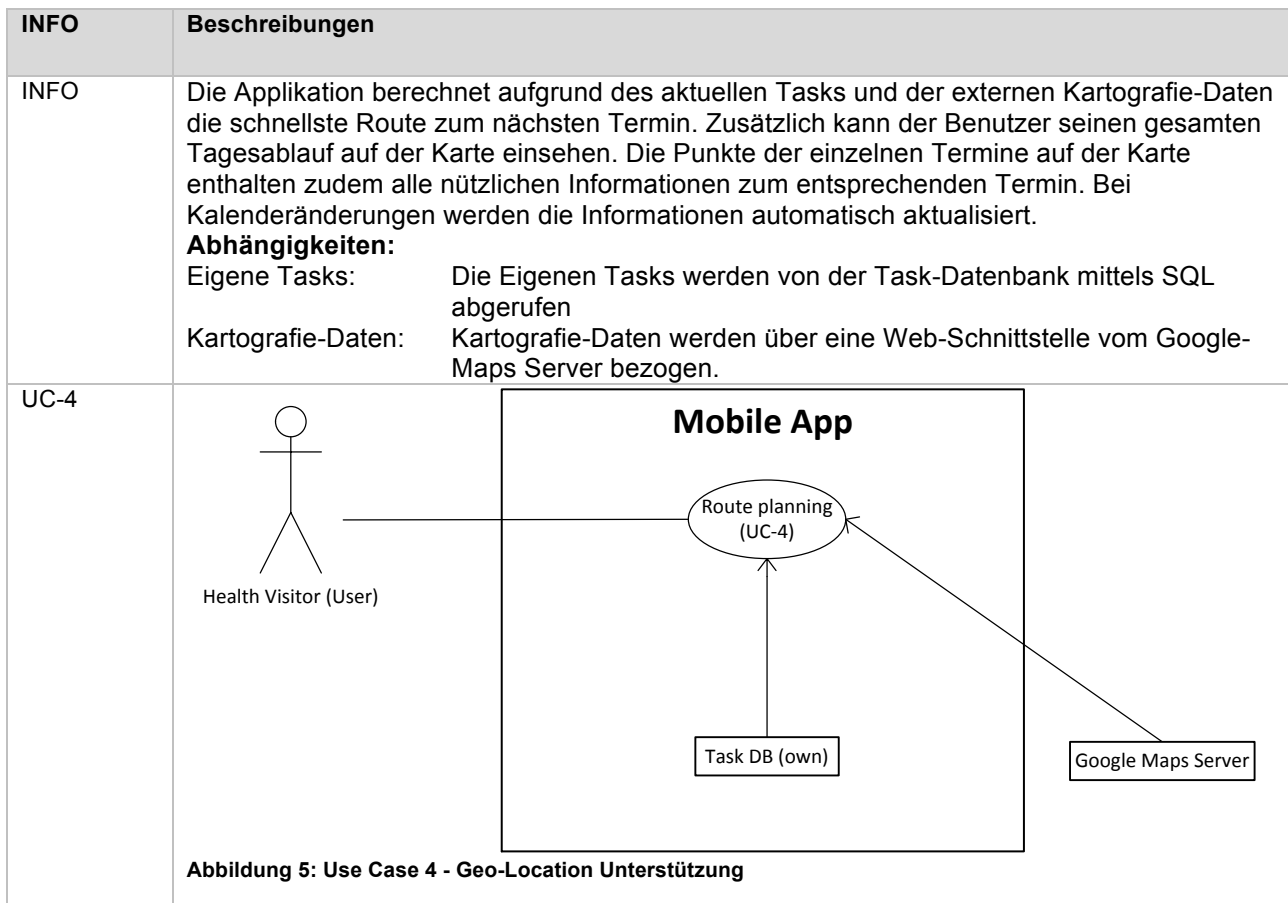 INFO Beschreibungen
INFO Die Applikation berechnet aufgrund des aktuellen Tasks und der externen Kartografie-Daten
die schnellste Route zum nächsten Termin. Zusätzlich kann der Benutzer seinen gesamten
Tagesablauf auf der Karte einsehen. Die Punkte der einzelnen Termine auf der Karte
enthalten zudem alle nützlichen Informationen zum entsprechenden Termin. Bei
Kalenderänderungen werden die Informationen automatisch aktualisiert.
Abhängigkeiten:
Eigene Tasks: Die Eigenen Tasks werden von der Task-Datenbank mittels SQL
abgerufen
Kartografie-Daten: Kartografie-Daten werden über eine Web-Schnittstelle vom Google-
Maps Server bezogen.
UC-4
Mobile App
Route planning
(UC-4)
Health Visitor (User)
Task DB (own)
Google Maps Server
Abbildung 5: Use Case 4 - Geo-Location Unterstützung